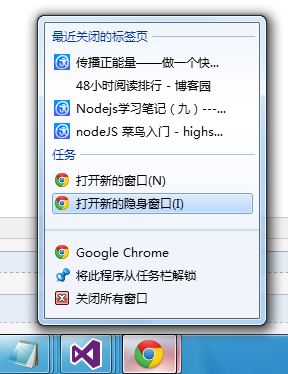 最近关闭的标签页
传播正能量——做一个快...
48小时阅读排行 - 博客园
Nodejs学习笔记（九）---...
nodeJS 菜鸟入门 - highs...
任务
打开新的窗口(N)
打开新的隐身窗口(I)
Google Chrome
将此程序从任务栏解锁
关闭所有窗口